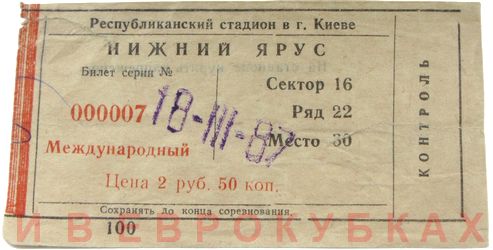 Республиканский стадион в г. Киеве
НИЖНИЙ ЯРУС
Билет серии №
000007
18-III-87
Международный
Сектор 16
Ряд 22
Место 30
Цена 2 руб. 50 коп.
Сохранять до конца соревнования.
100
КОНТРОЛЬ
И В ЕВРОКУБКАХ